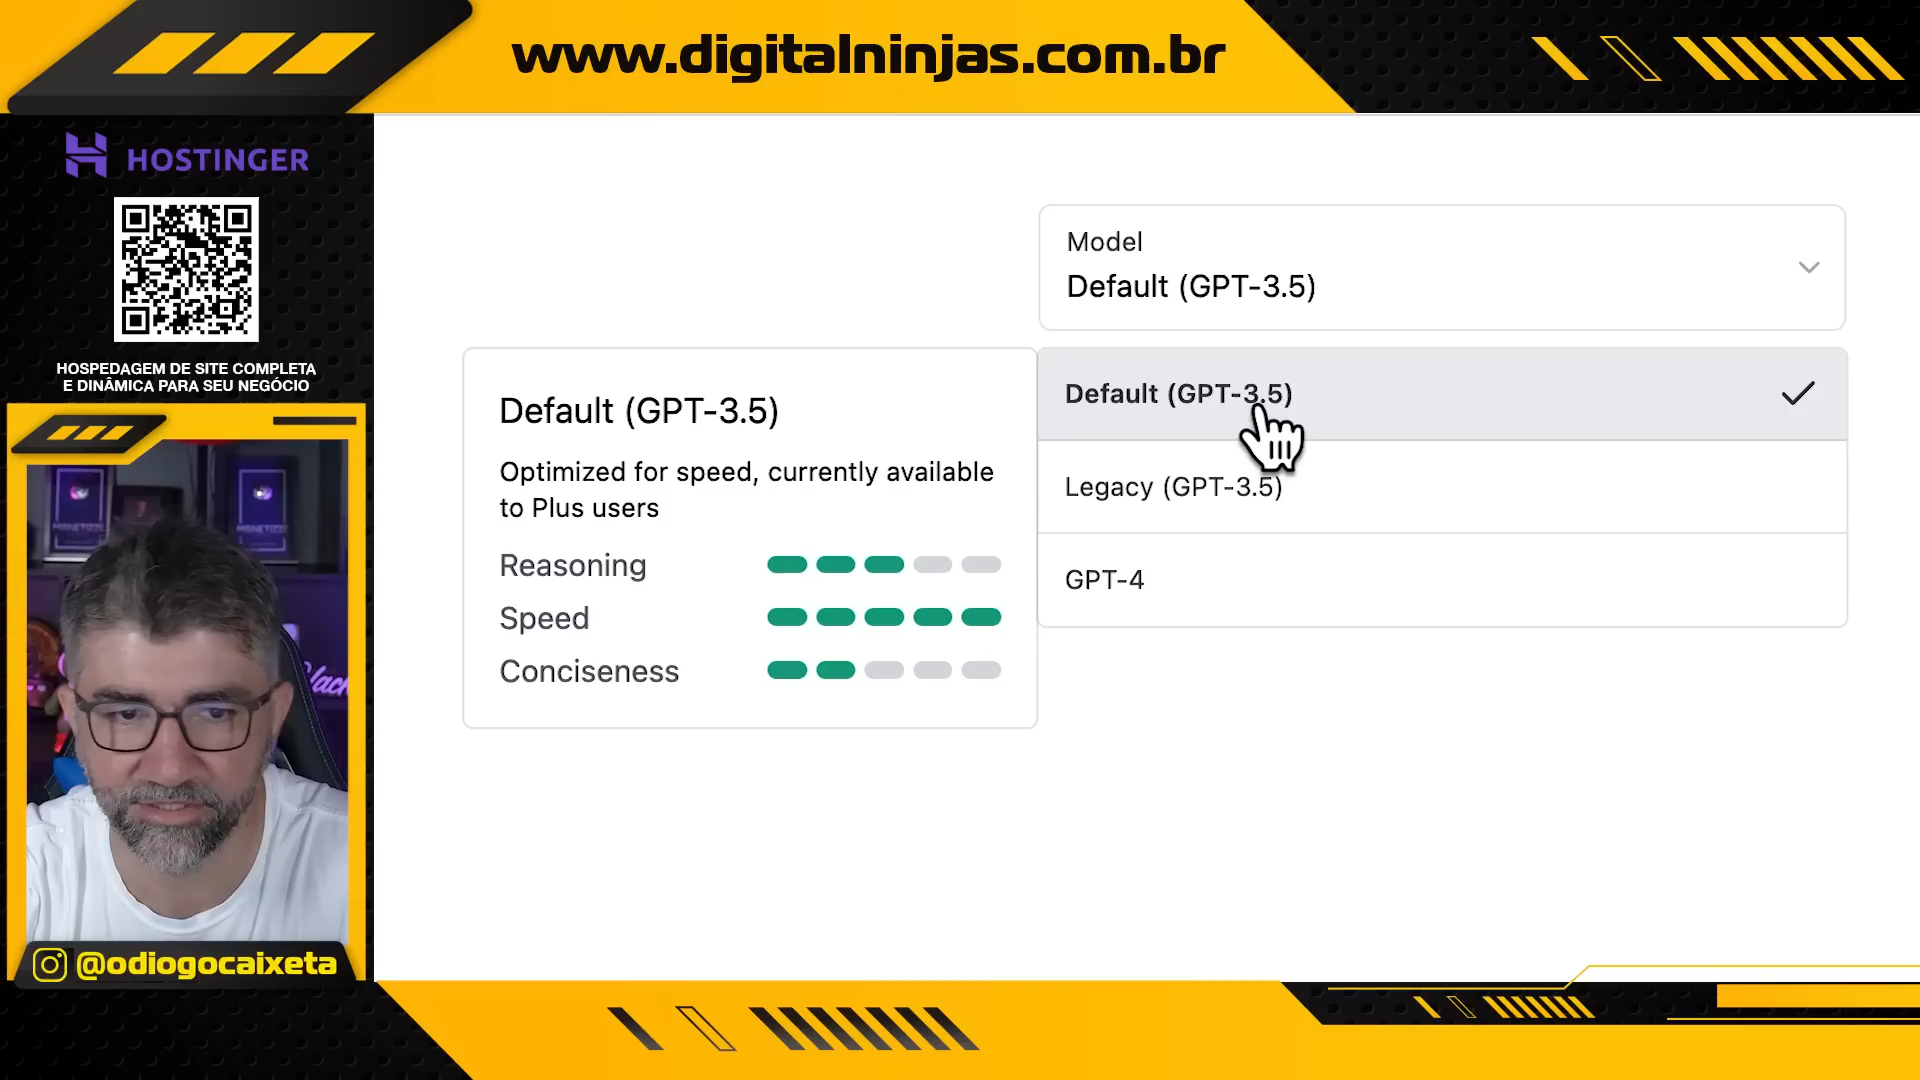 www.digitalninjas.com.br
HOSTINGER
HOSPEDAGEM DE SITE COMPLETA
E DINÂMICA PARA SEU NEGÓCIO
@odiogocaixeta
Model
Default (GPT-3.5)
Default (GPT-3.5)
Optimized for speed, currently available
to Plus users
Reasoning
Speed
Conciseness
Default (GPT-3.5)
Legacy (GPT-3.5)
GPT-4